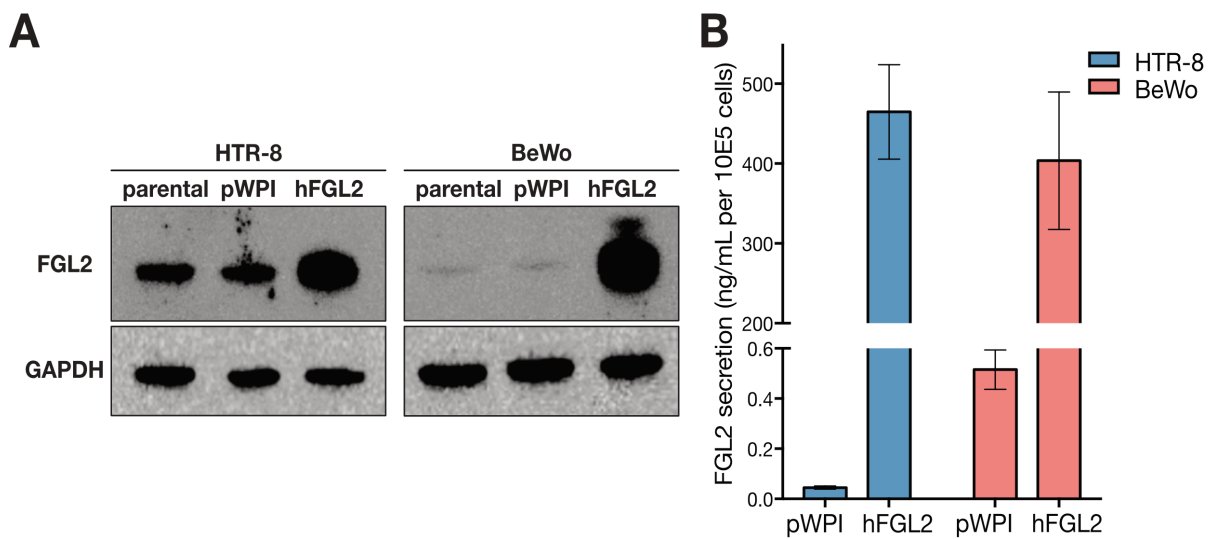 A
HTR-8 BeWo
parental pWPI hFGL2 parental pWPI hFGL2
FGL2
GAPDH
B
FGL2 secretion (ng/mL per 10E5 cells)
500
400
300
200
0.6
0.4
0.2
0.0
pWPI hFGL2 pWPI hFGL2
HTR-8
BeWo